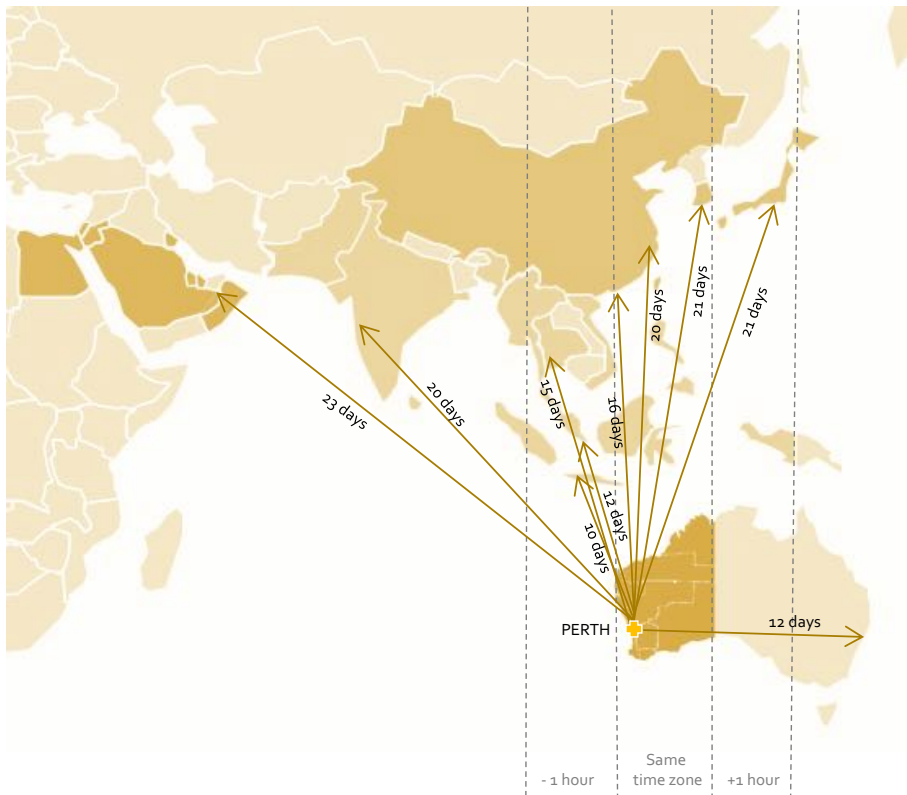 21 days
20 days
21 days
23 days
20 days
15 days
16 days
12 days
10 days
PERTH
12 days
- 1 hour
Same
time zone
+1 hour